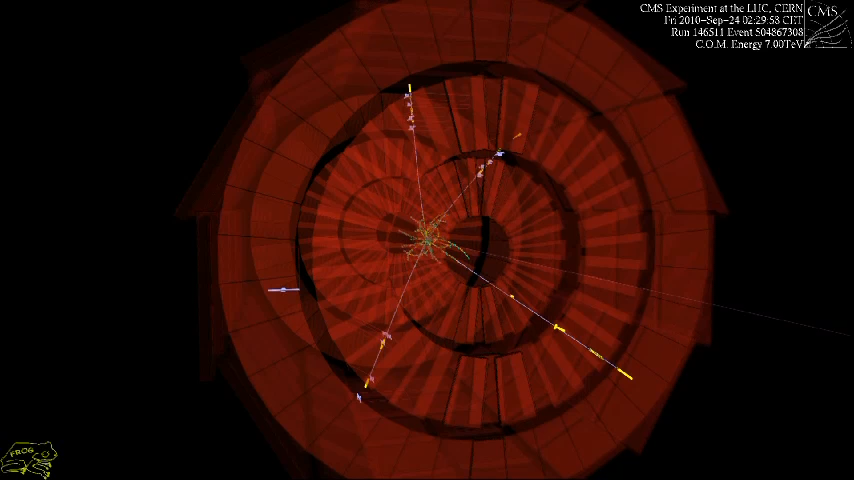 CMS Experiment at the LHC, CERN
Fri 2010-Sep-24 02:29:58 CET
Run 146511 Event 504867308
C.O.M. Energy 7.00TeV
CMS
FROG